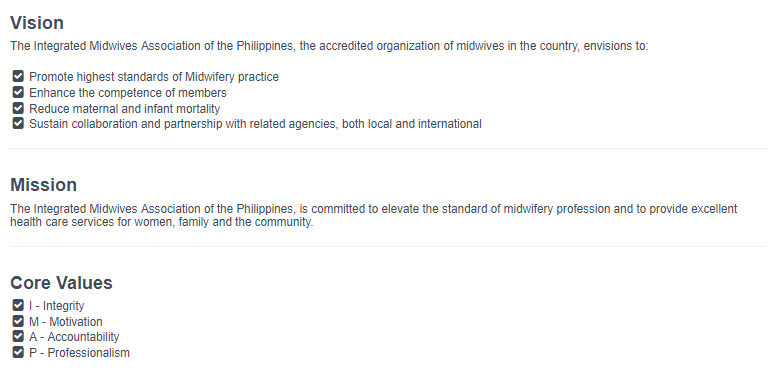 Vision
The Integrated Midwives Association of the Philippines, the accredited organization of midwives in the country, envisions to:
Promote highest standards of Midwifery practice
Enhance the competence of members
Reduce maternal and infant mortality
Sustain collaboration and partnership with related agencies, both local and international
Mission
The Integrated Midwives Association of the Philippines, is committed to elevate the standard of midwifery profession and to provide excellent
health care services for women, family and the community.
Core Values
I - Integrity
M - Motivation
A - Accountability
P - Professionalism